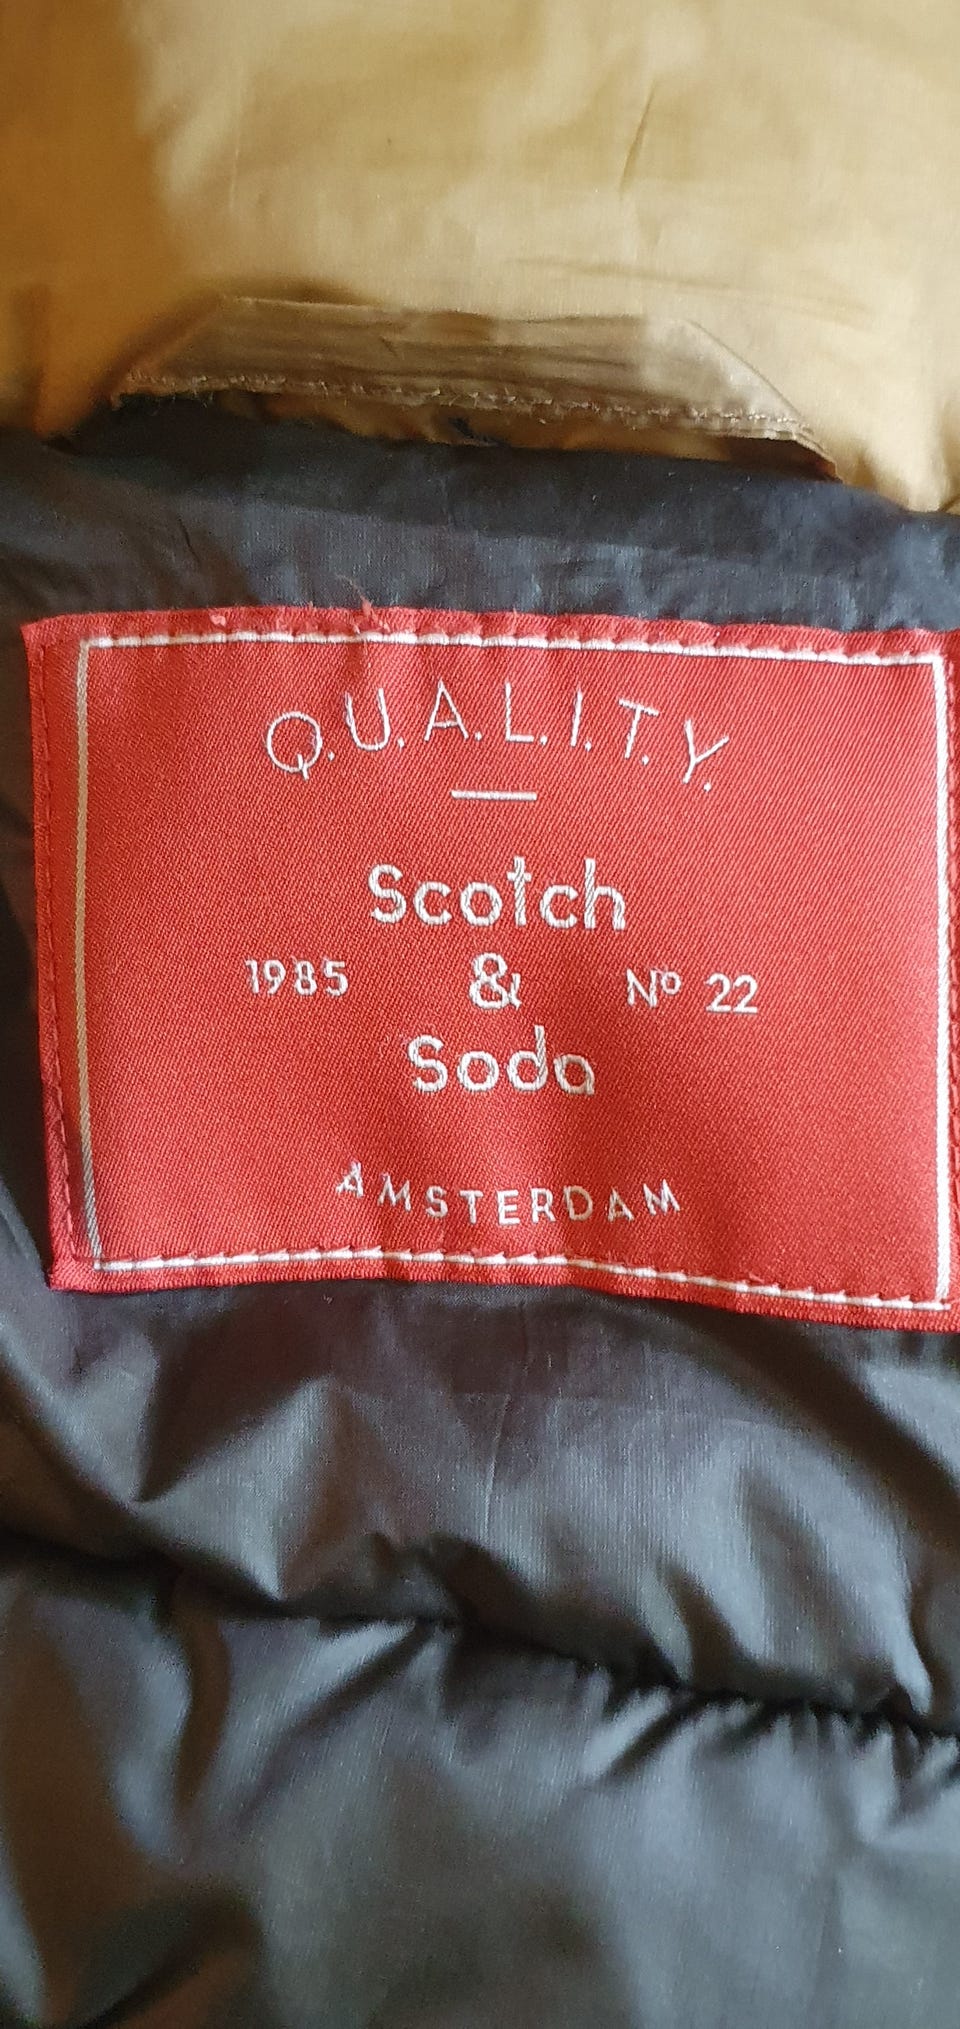 Q.U.A.L.I.T.Y.
Scotch
1985 & Nº 22
Soda
AMSTERDAM